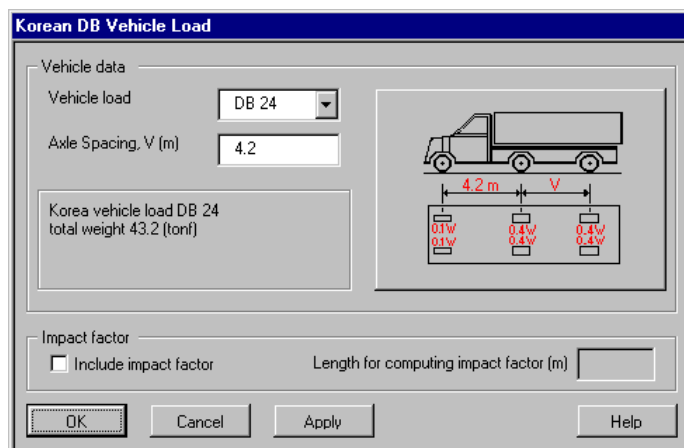 Korean DB Vehicle Load
Vehicle data
Vehicle load
DB 24
Axle Spacing, V (m)
4.2
4.2 m
V
0.1W 0.4W 0.4W
0.1W 0.4W 0.4W
Korea vehicle load DB 24
total weight 43.2 (tonf)
Impact factor
Include impact factor
Length for computing impact factor (m)
OK
Cancel
Apply
Help